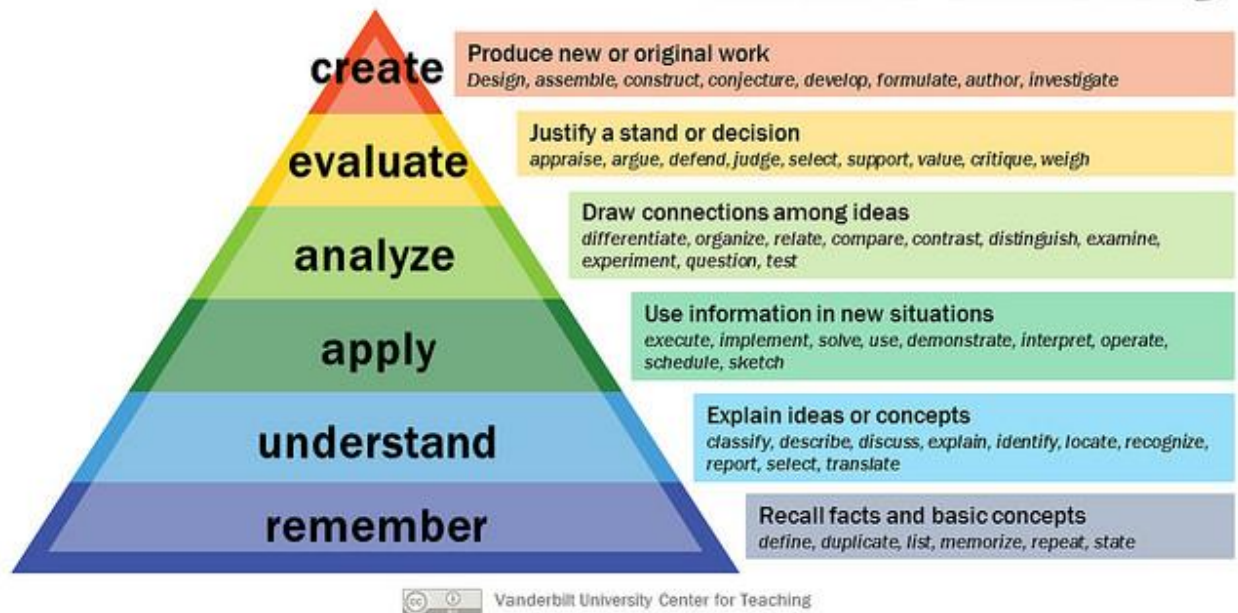 create
Produce new or original work
Design, assemble, construct, conjecture, develop, formulate, author, investigate
evaluate
Justify a stand or decision
appraise, argue, defend, judge, select, support, value, critique, weigh
analyze
Draw connections among ideas
differentiate, organize, relate, compare, contrast, distinguish, examine,
experiment, question, test
apply
Use information in new situations
execute, implement, solve, use, demonstrate, interpret, operate,
schedule, sketch
understand
Explain ideas or concepts
classify, describe, discuss, explain, identify, locate, recognize,
report, select, translate
remember
Recall facts and basic concepts
define, duplicate, list, memorize, repeat, state
cc
Vanderbilt University Center for Teaching